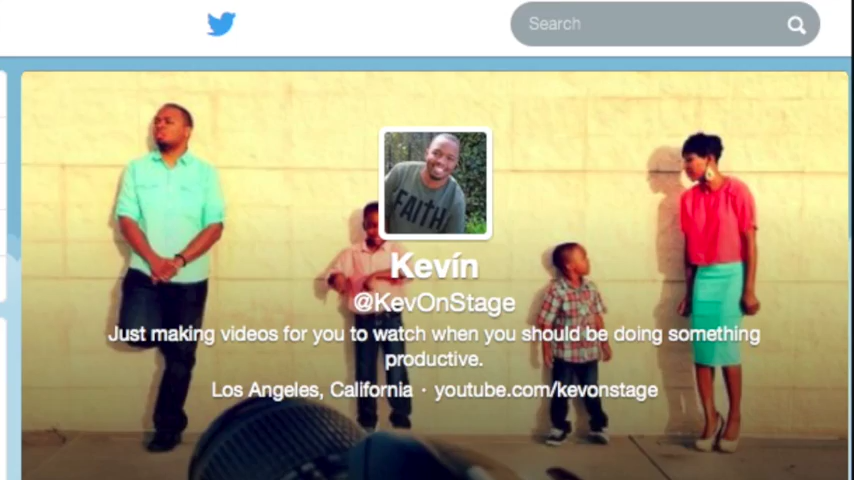 Search
FAITH.
Kevín
@KevOnStage
Just making videos for you to watch when you should be doing something
productive.
Los Angeles, California · youtube.com/kevonstage